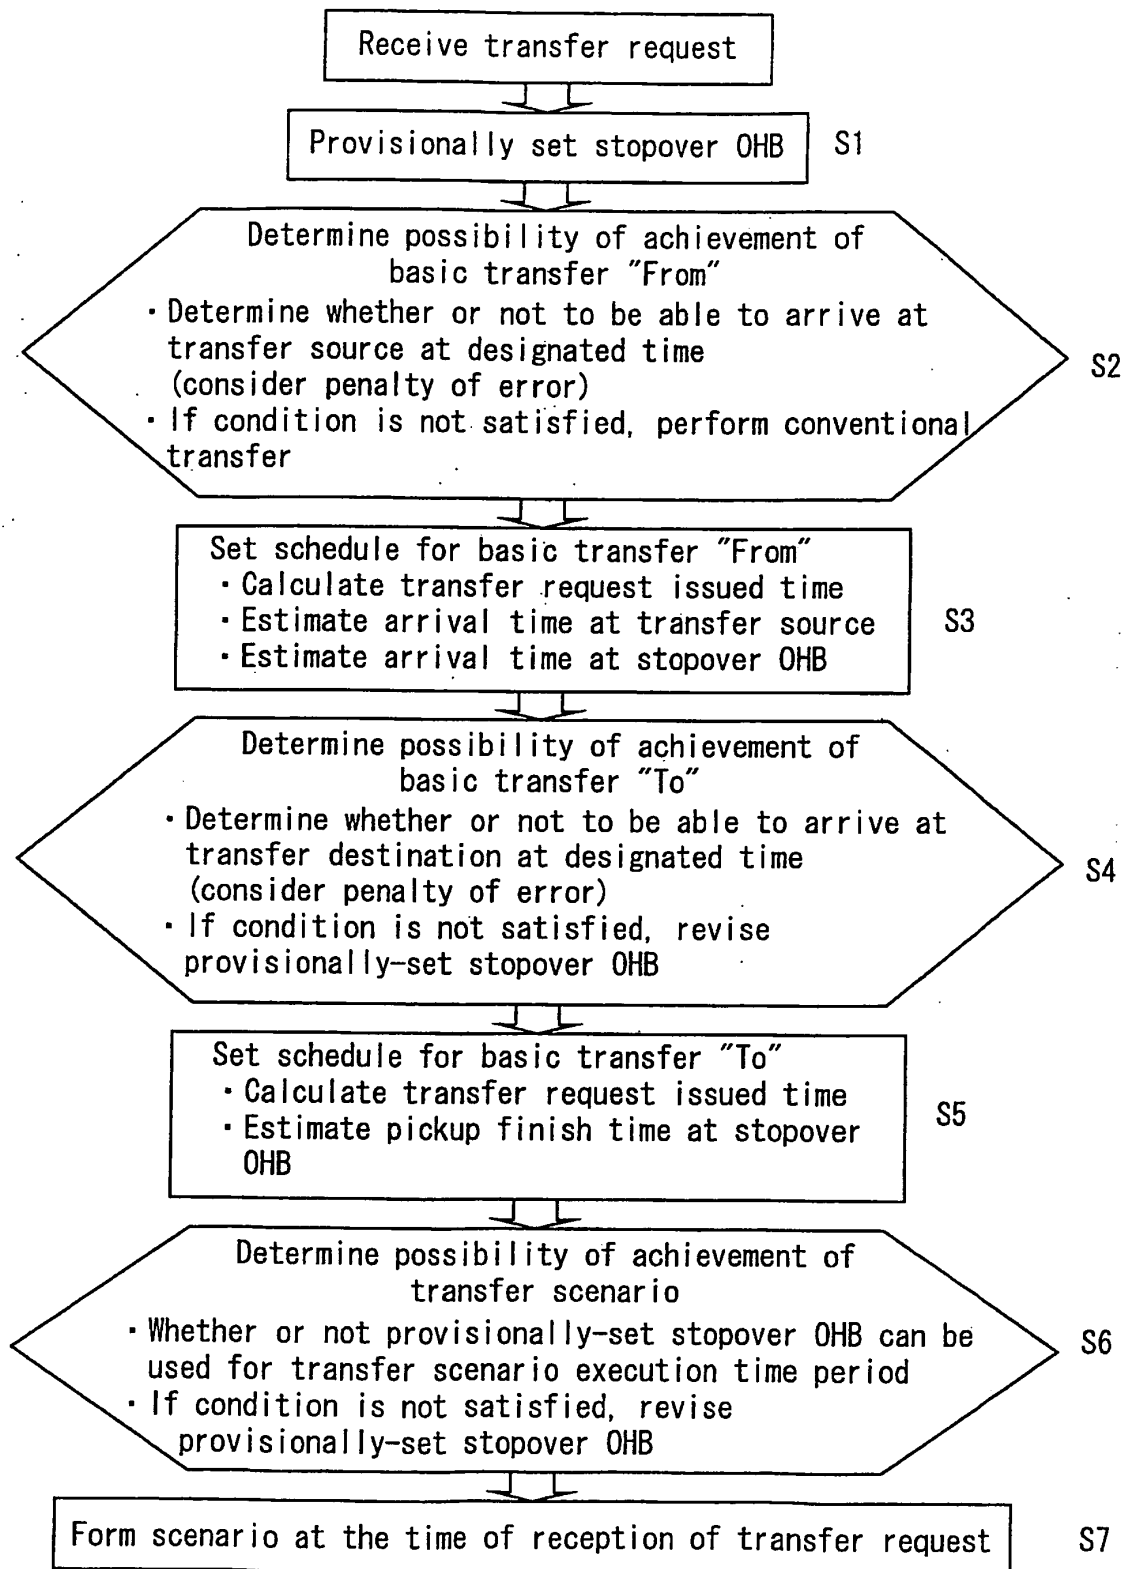 Receive transfer request
Provisionally set stopover OHB
S1
Determine possibility of achievement of
basic transfer "From"
・Determine whether or not to be able to arrive at
transfer source at designated time
(consider penalty of error)
・If condition is not satisfied, perform conventional
transfer
S2
Set schedule for basic transfer "From"
・Calculate transfer request issued time
・Estimate arrival time at transfer source
・Estimate arrival time at stopover OHB
S3
Determine possibility of achievement of
basic transfer "To"
・Determine whether or not to be able to arrive at
transfer destination at designated time
(consider penalty of error)
・If condition is not satisfied, revise
provisionally-set stopover OHB
S4
Set schedule for basic transfer "To"
・Calculate transfer request issued time
・Estimate pickup finish time at stopover
OHB
S5
Determine possibility of achievement of
transfer scenario
・Whether or not provisionally-set stopover OHB can be
used for transfer scenario execution time period
・If condition is not satisfied, revise
provisionally-set stopover OHB
S6
Form scenario at the time of reception of transfer request
S7